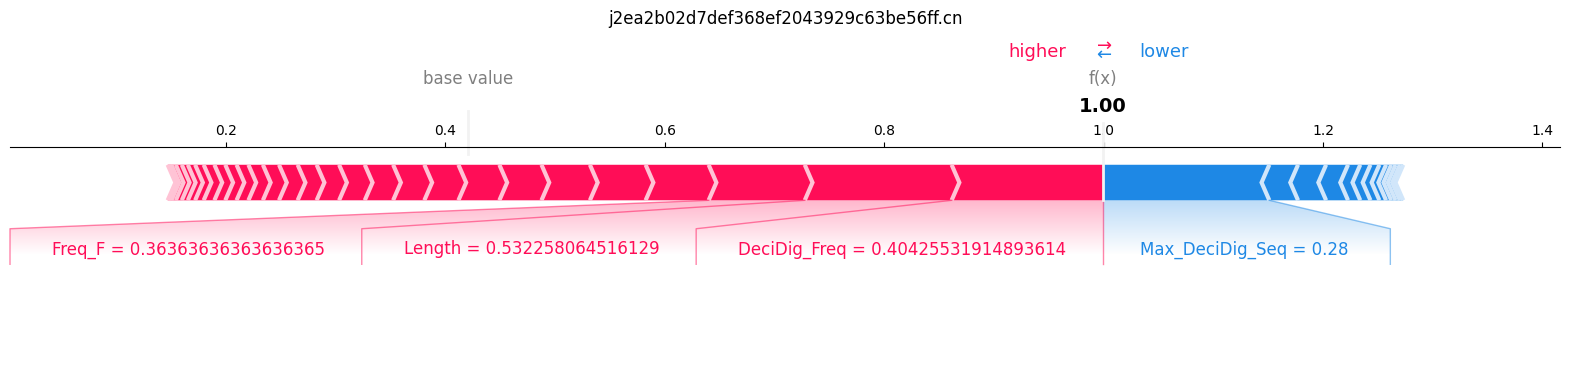 j2ea2b02d7def368ef2043929c63be56ff.cn
higher ⇄ lower
base value f(x)
1.00
0.2 0.4 0.6 0.8 1.0 1.2 1.4
Freq_F = 0.36363636363636365 Length = 0.532258064516129 DeciDig_Freq = 0.40425531914893614 Max_DeciDig_Seq = 0.28